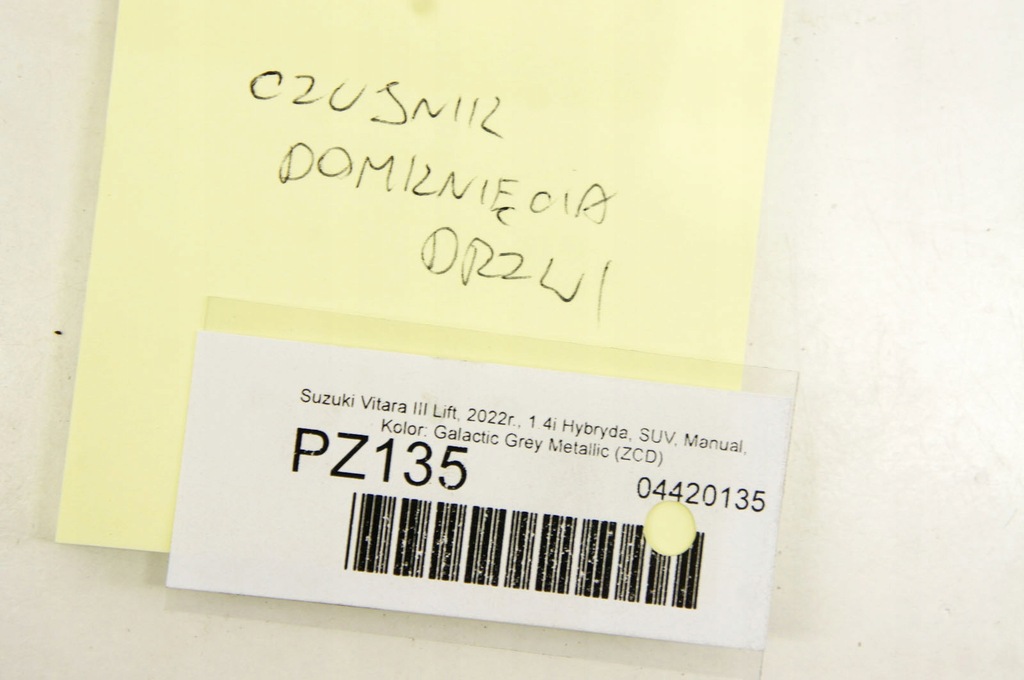 CZUJNIK
DOMKNIĘCIA
DRZWI
Suzuki Vitara III Lift, 2022r., 1.4i Hybryda, SUV, Manual,
Kolor: Galactic Grey Metallic (ZCD)
PZ135
04420135